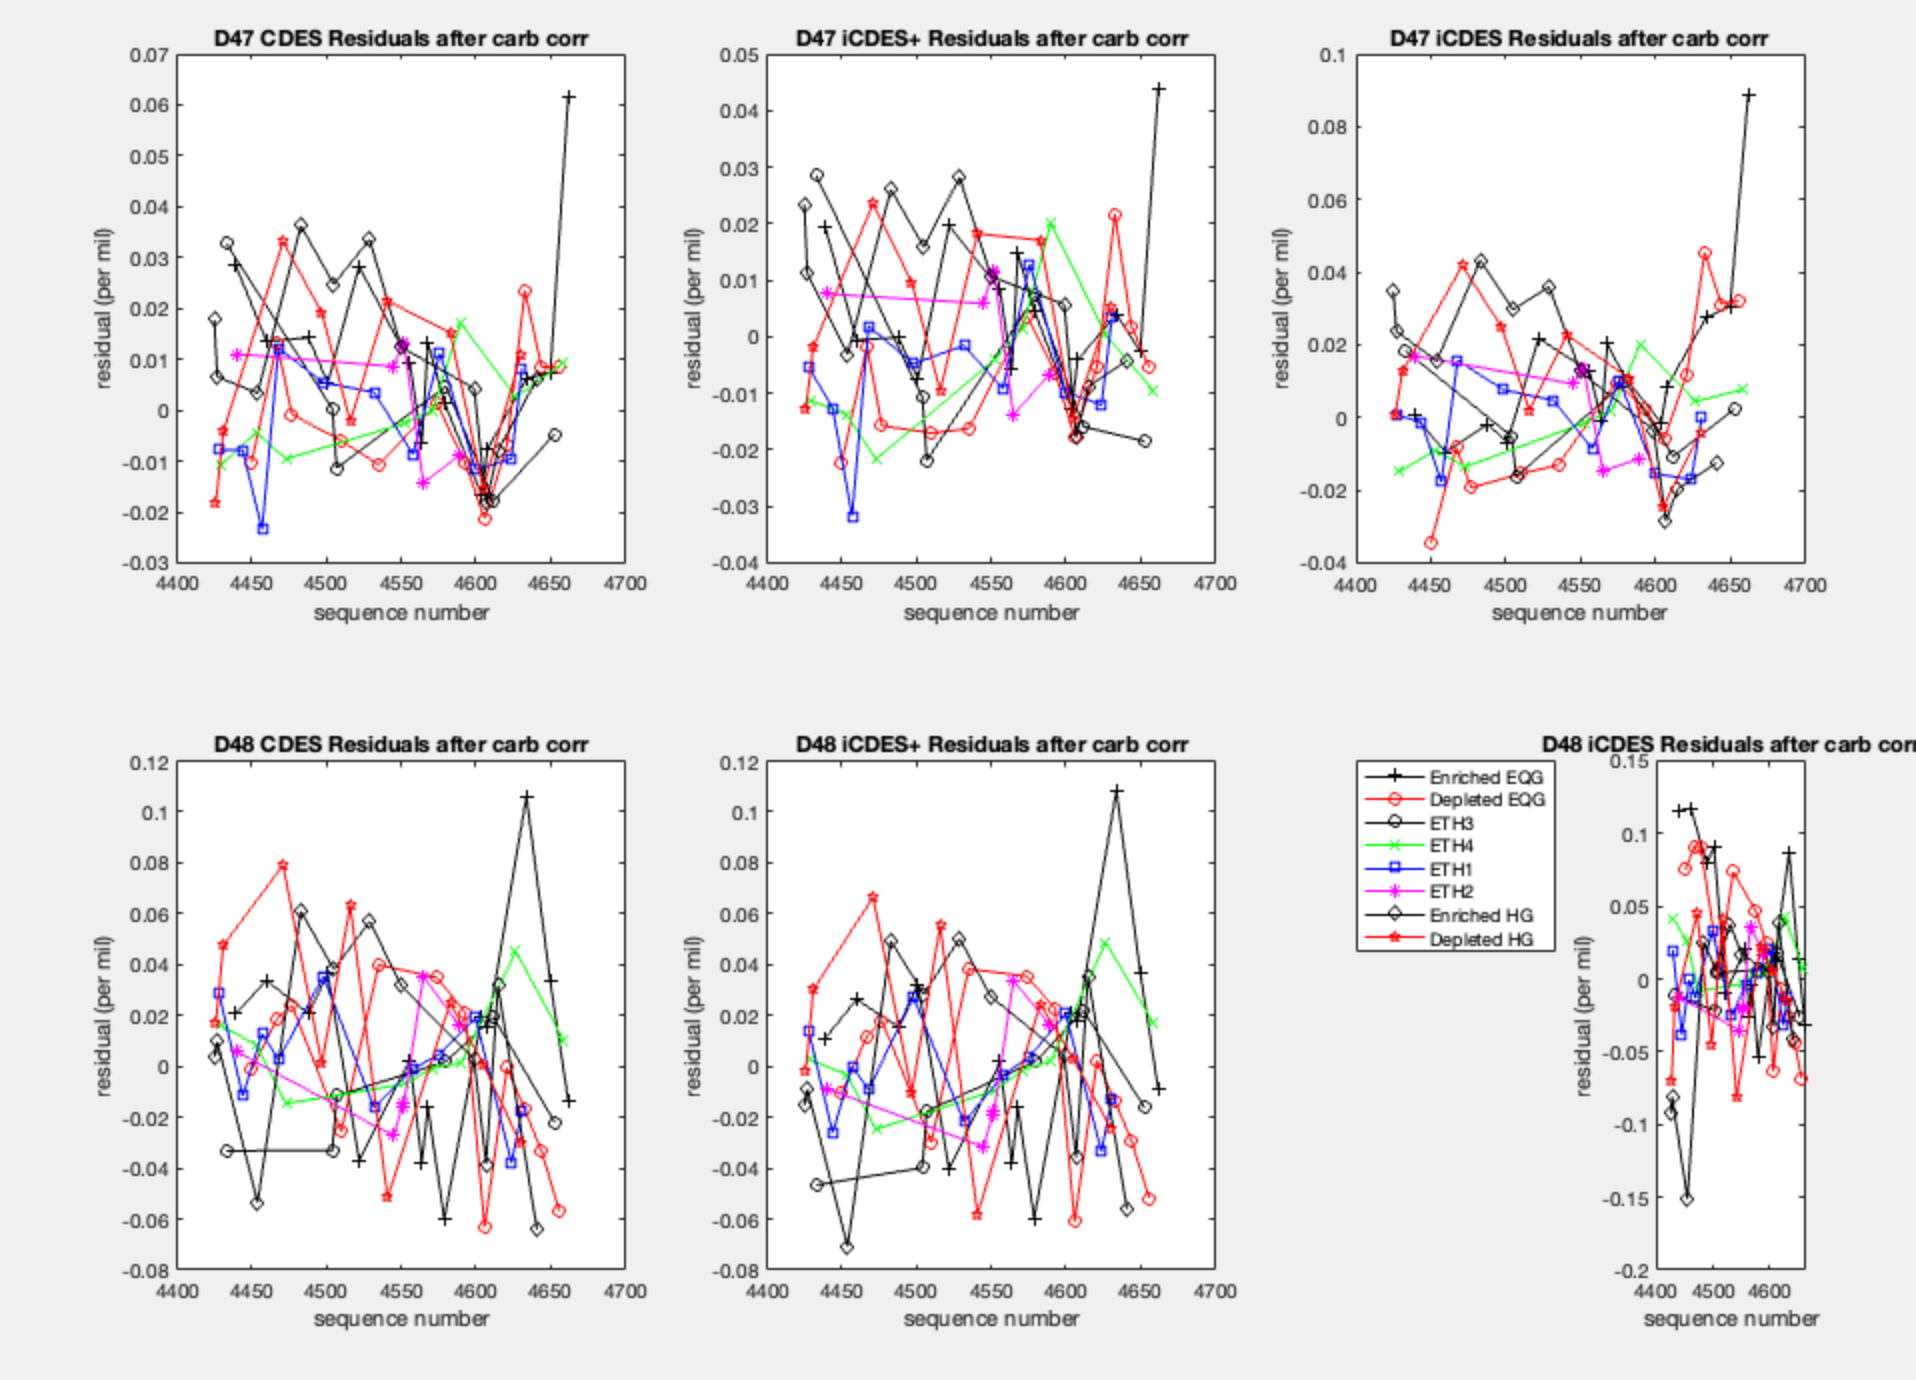 D47 CDES Residuals after carb corr
0.07
0.06
0.05
0.04
0.03
0.02
0.01
0
-0.01
-0.02
-0.03
residual (per mil)
4400 4450 4500 4550 4600 4650 4700
sequence number
D47 iCDES+ Residuals after carb corr
0.05
0.04
0.03
0.02
0.01
0
-0.01
-0.02
-0.03
-0.04
residual (per mil)
4400 4450 4500 4550 4600 4650 4700
sequence number
D47 iCDES Residuals after carb corr
0.1
0.08
0.06
0.04
0.02
0
-0.02
-0.04
residual (per mil)
4400 4450 4500 4550 4600 4650 4700
sequence number
D48 CDES Residuals after carb corr
0.12
0.1
0.08
0.06
0.04
0.02
0
-0.02
-0.04
-0.06
-0.08
residual (per mil)
4400 4450 4500 4550 4600 4650 4700
sequence number
D48 iCDES+ Residuals after carb corr
0.12
0.1
0.08
0.06
0.04
0.02
0
-0.02
-0.04
-0.06
-0.08
residual (per mil)
4400 4450 4500 4550 4600 4650 4700
sequence number
Enriched EQG
Depleted EQG
ETH3
ETH4
ETH1
ETH2
Enriched HG
Depleted HG
D48 iCDES Residuals after carb corr
0.15
0.1
0.05
0
-0.05
-0.1
-0.15
-0.2
residual (per mil)
4400 4500 4600
sequence number